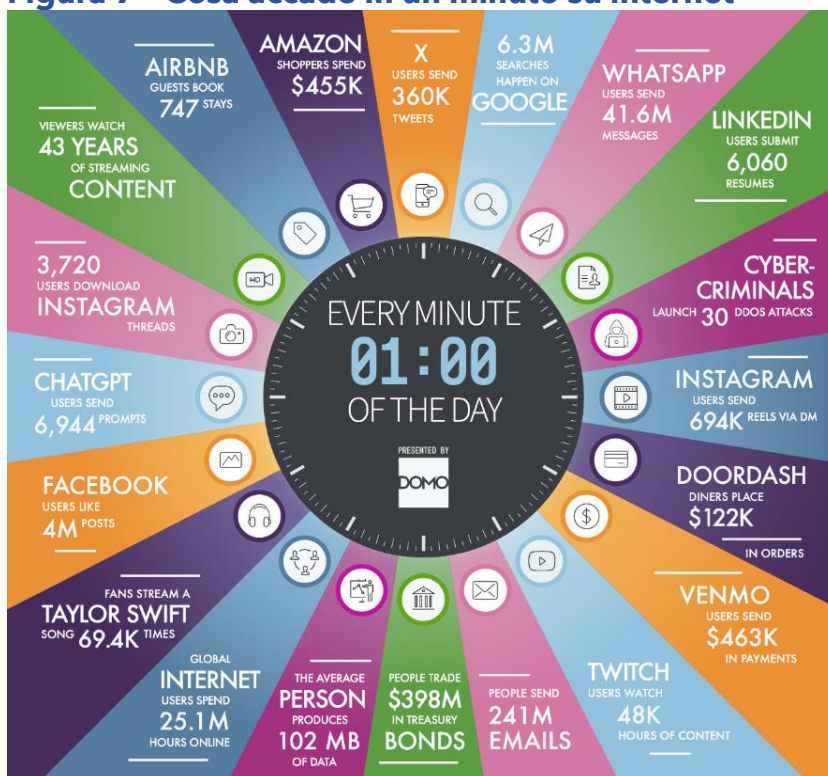 Figura 7 - Cosa accade in un minuto su Internet
AIRBNB
GUESTS BOOK
747 STAYS
AMAZON
SHOPPERS SPEND
$455K
X
USERS SEND
360K
TWEETS
6.3M
SEARCHES
HAPPEN ON
GOOGLE
WHATSAPP
USERS SEND
41.6M
MESSAGES
LINKEDIN
USERS SUBMIT
6,060
RESUMES
CYBER-
CRIMINALS
LAUNCH 30 DDOS ATTACKS
INSTAGRAM
USERS SEND
694K REELS VIA DM
DOORDASH
DINERS PLACE
$122K
IN ORDERS
VENMO
USERS SEND
$463K
IN PAYMENTS
TWITCH
USERS WATCH
48K
HOURS OF CONTENT
PEOPLE SEND
241M
EMAILS
PEOPLE TRADE
$398M
IN TREASURY
BONDS
THE AVERAGE
PERSON
PRODUCES
102 MB
OF DATA
GLOBAL
INTERNET
USERS SPEND
25.1M
HOURS ONLINE
FANS STREAM A
TAYLOR SWIFT
SONG 69.4K TIMES
FACEBOOK
USERS LIKE
4M POSTS
CHATGPT
USERS SEND
6,944 PROMPTS
3,720
USERS DOWNLOAD
INSTAGRAM
THREADS
VIEWERS WATCH
43 YEARS
OF STREAMING
CONTENT
HD
EVERY MINUTE
01:00
OF THE DAY
PRESENTED BY
DOMO